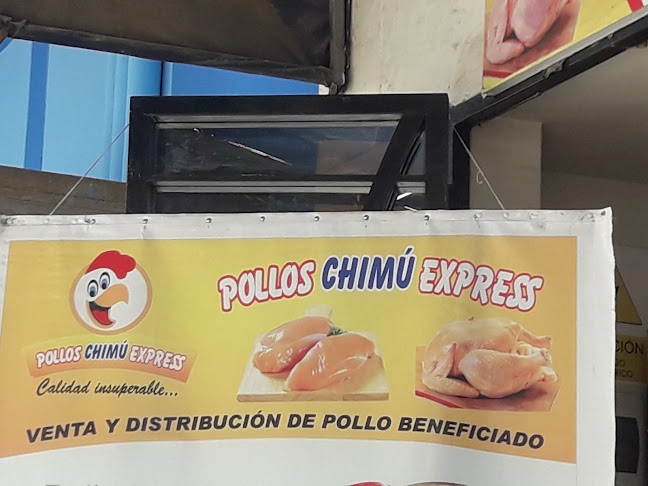 POLLOS CHIMÚ EXPRESS
POLLOS CHIMÚ EXPRESS
Calidad insuperable...
VENTA Y DISTRIBUCIÓN DE POLLO BENEFICIADO